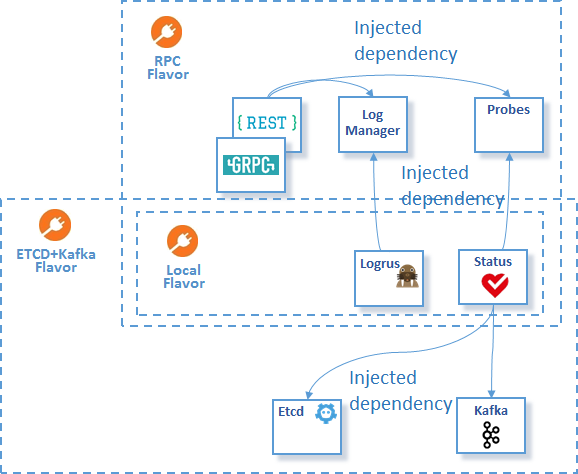 RPC
Flavor
Injected
dependency
{ REST }
GRPC
Log
Manager
Probes
Injected
dependency
ETCD+Kafka
Flavor
Local
Flavor
Logrus
Status
Injected
dependency
Etcd
Kafka